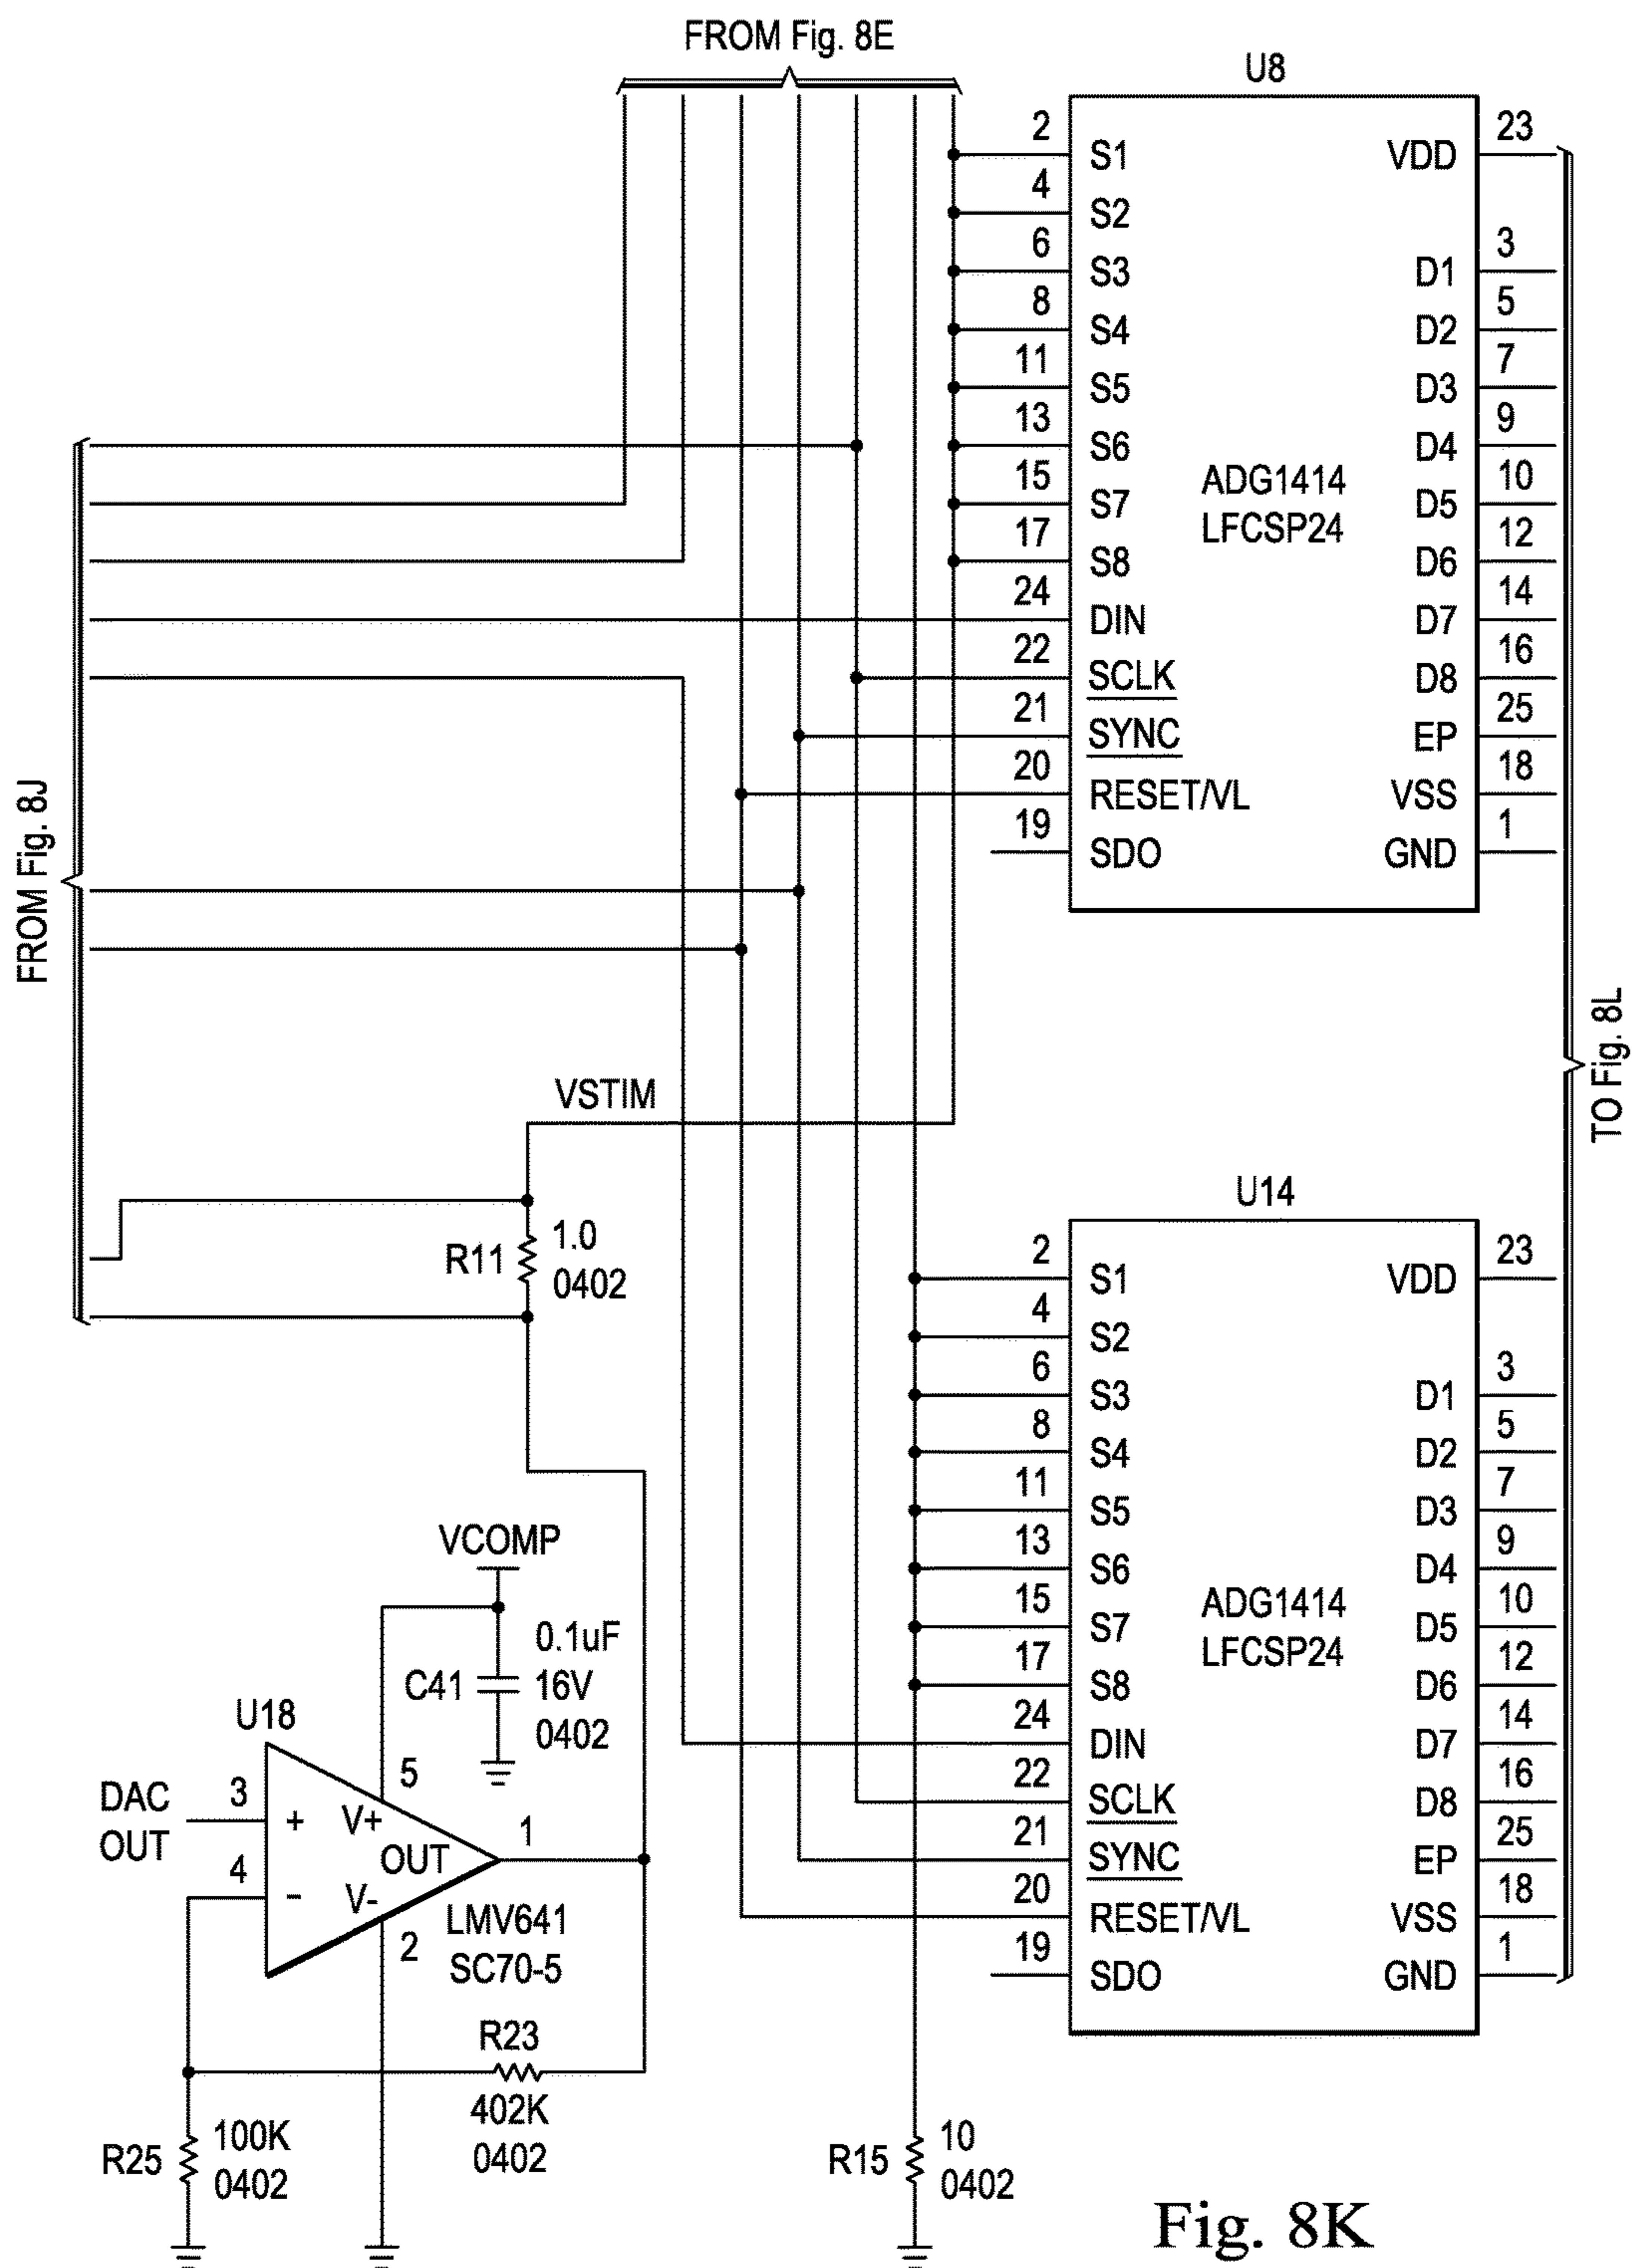 FROM Fig. 8E
U8
2 S1 VDD 23
4 S2
6 S3 D1 3
8 S4 D2 5
11 S5 D3 7
13 S6 D4 9
15 S7 ADG1414 D5 10
17 S8 LFCSP24 D6 12
24 DIN D7 14
22 SCLK D8 16
21 SYNC EP 25
20 RESET/VL VSS 18
19 SDO GND 1
FROM Fig. 8J
TO Fig. 8L
VSTIM
R11 1.0
0402
U14
2 S1 VDD 23
4 S2
6 S3 D1 3
8 S4 D2 5
11 S5 D3 7
13 S6 D4 9
15 S7 ADG1414 D5 10
17 S8 LFCSP24 D6 12
24 DIN D7 14
22 SCLK D8 16
21 SYNC EP 25
20 RESET/VL VSS 18
19 SDO GND 1
VCOMP
0.1uF
C41 16V
0402
U18
DAC
OUT
3 + V+ 5
OUT 1
4 - V- 2
LMV641
SC70-5
R23
402K
0402
R25 100K
0402
R15 10
0402
Fig. 8K